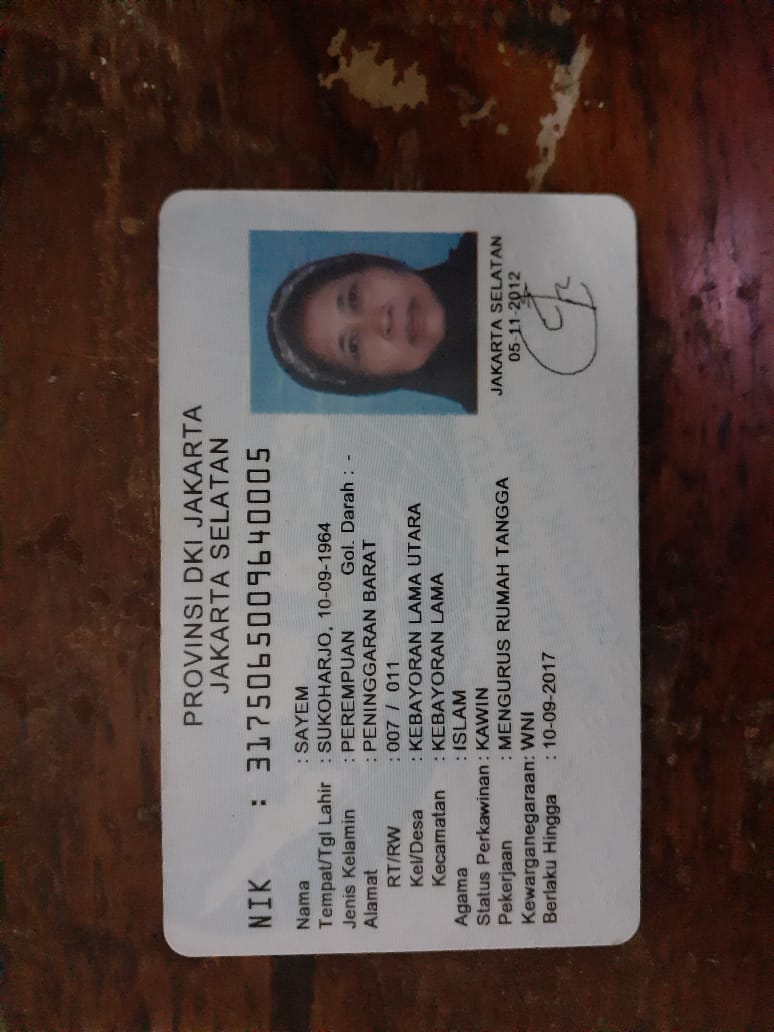 PROVINSI DKI JAKARTA
JAKARTA SELATAN
NIK : 3175065009640005
Nama : SAYEM
Tempat/Tgl Lahir : SUKOHARJO, 10-09-1964
Jenis Kelamin : PEREMPUAN Gol. Darah : -
Alamat : PENINGGARAN BARAT
RT/RW : 007 / 011
Kel/Desa : KEBAYORAN LAMA UTARA
Kecamatan : KEBAYORAN LAMA
Agama : ISLAM
Status Perkawinan : KAWIN
Pekerjaan : MENGURUS RUMAH TANGGA
Kewarganegaraan: WNI
Berlaku Hingga : 10-09-2017
JAKARTA SELATAN
05-11-2012